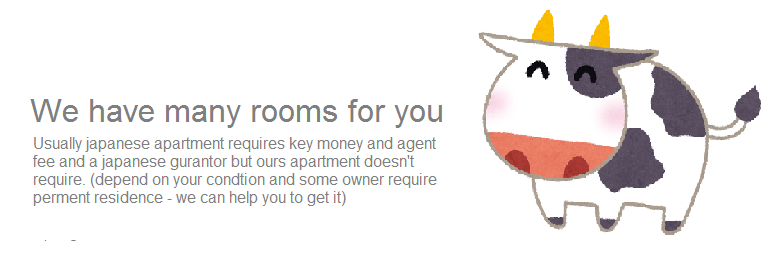 We have many rooms for you
Usually japanese apartment requires key money and agent
fee and a japanese gurantor but ours apartment doesn't
require. (depend on your condtion and some owner require
perment residence - we can help you to get it)